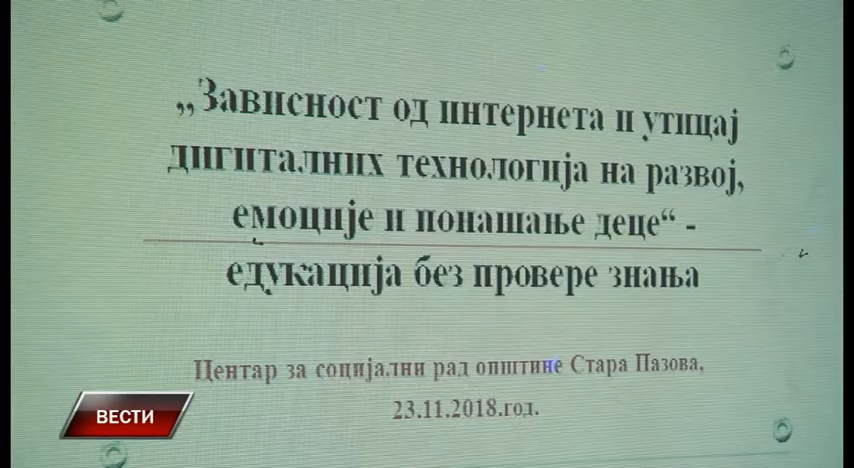 „Зависност од интернета и утицај
дигиталних технологија на развој,
емоције и понашање деце“ -
едукација без провере знања
Центар за социјални рад општине Стара Пазова,
23.11.2018.год.
ВЕСТИ